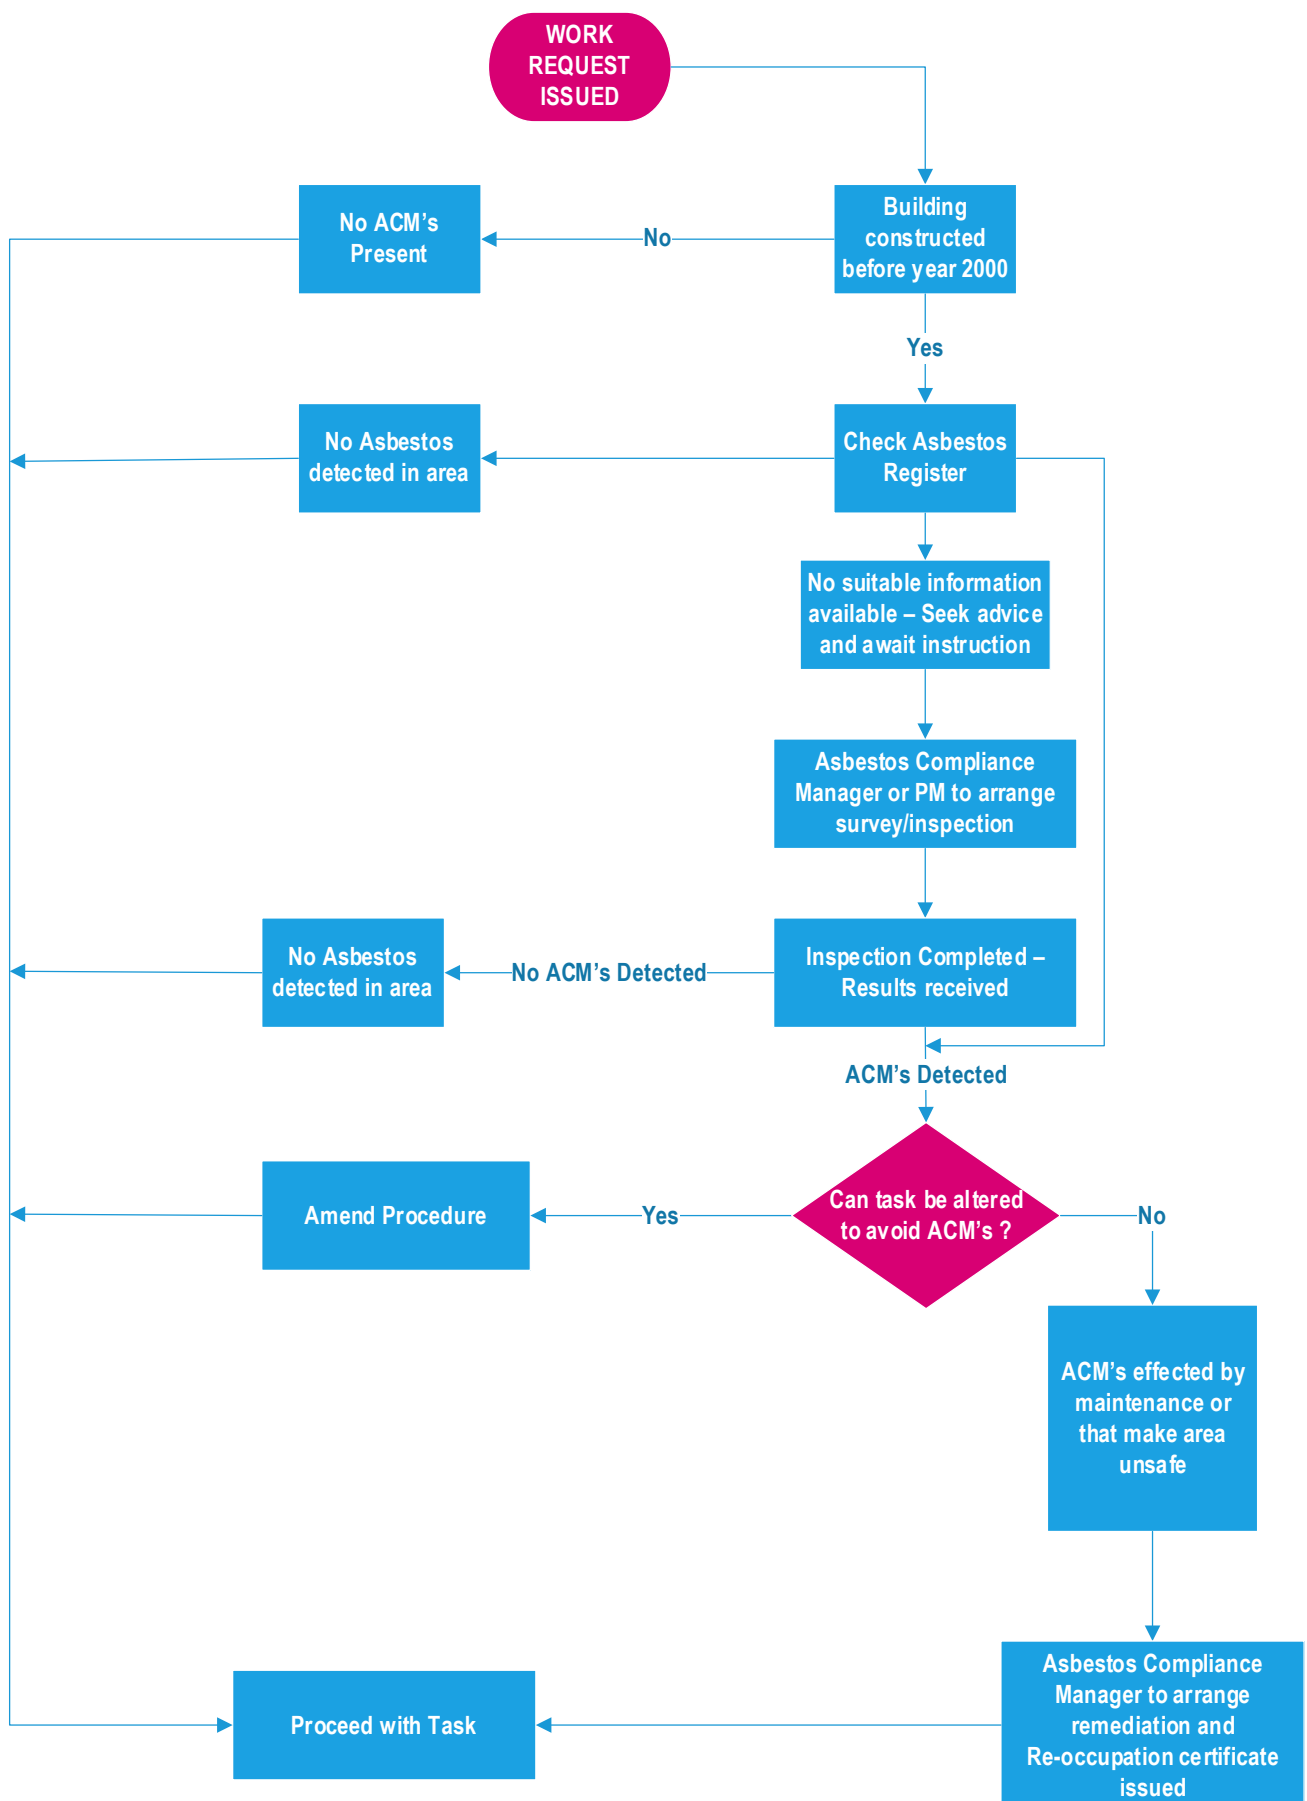 WORK
REQUEST
ISSUED
No ACM's
Present
No
Building
constructed
before year 2000
Yes
No Asbestos
detected in area
Check Asbestos
Register
No suitable information
available – Seek advice
and await instruction
Asbestos Compliance
Manager or PM to arrange
survey/inspection
No Asbestos
detected in area
No ACM's Detected
Inspection Completed –
Results received
ACM's Detected
Amend Procedure
Yes
Can task be altered
to avoid ACM's ?
No
ACM's effected by
maintenance or
that make area
unsafe
Proceed with Task
Asbestos Compliance
Manager to arrange
remediation and
Re-occupation certificate
issued